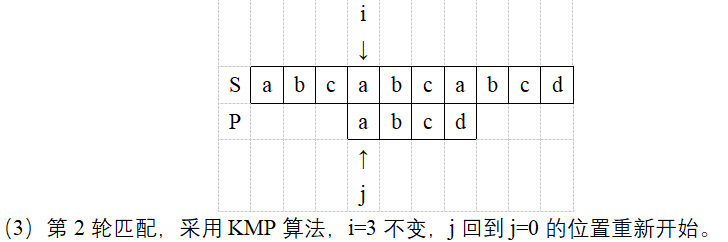 i
↓
S a b c a b c a b c d
P a b c d
↑
j
（3）第 2 轮匹配，采用 KMP 算法，i=3 不变，j 回到 j=0 的位置重新开始。